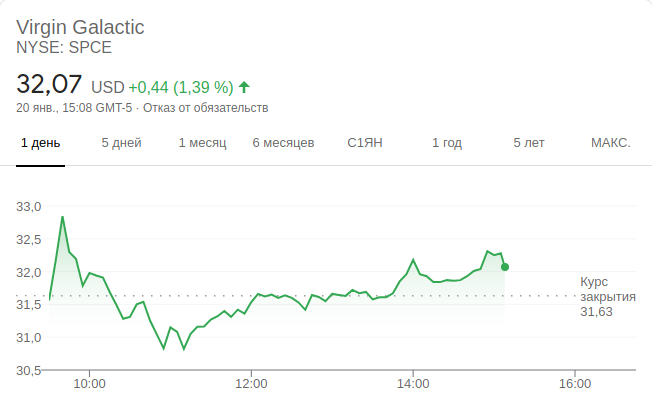 Virgin Galactic
NYSE: SPCE
32,07 USD +0,44 (1,39 %) ↑
20 янв., 15:08 GMT-5 · Отказ от обязательств
1 день 5 дней 1 месяц 6 месяцев С1ЯН 1 год 5 лет МАКС.
33,0
32,5
32,0
31,5
31,0
30,5
Курс
закрытия
31,63
10:00 12:00 14:00 16:00